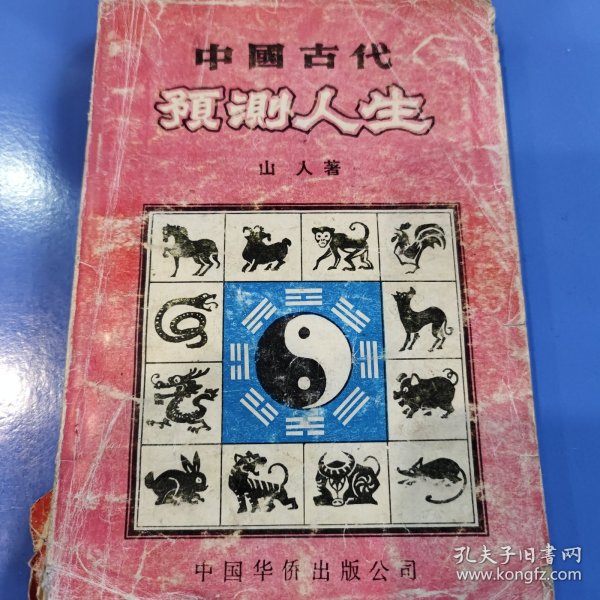 中國古代
預測人生
山人著
中国华侨出版公司
孔夫子旧书网
www.kongfz.com